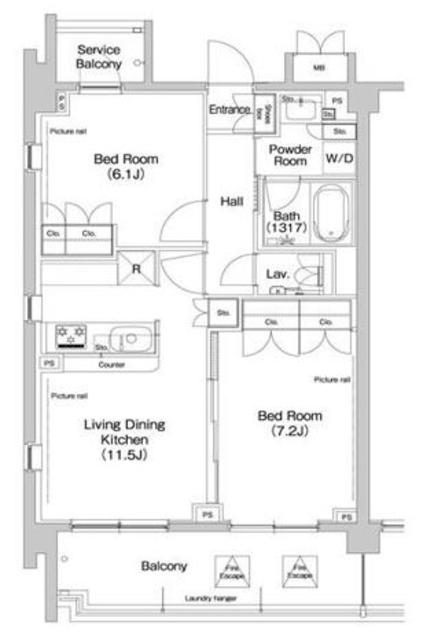 Service
Balcony
MB
PS
Entrance
Shoes
box
Sto.
PS
Sto.
Sto.
Picture rail
Bed Room
(6.1J)
Powder
Room
W/D
Hall
Bath
(1317)
Clo.
Clo.
R
Lav.
Sto.
Clo.
Clo.
Sto.
PS
Counter
Picture rail
Picture rail
Living Dining
Kitchen
(11.5J)
Bed Room
(7.2J)
PS
PS
Balcony
Fire
Escape
Fire
Escape
Laundry hanger